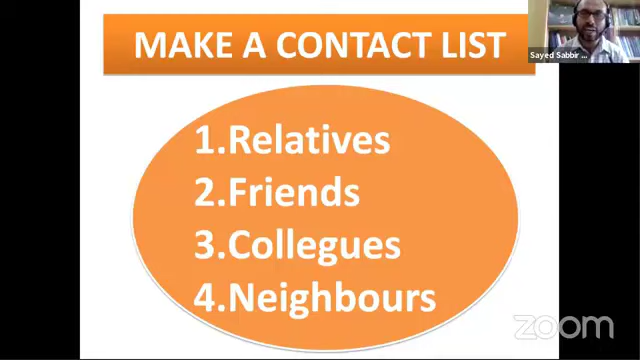 MAKE A CONTACT LIST
Sayed Sabbir ...
1.Relatives
2.Friends
3.Collegues
4.Neighbours
zoom